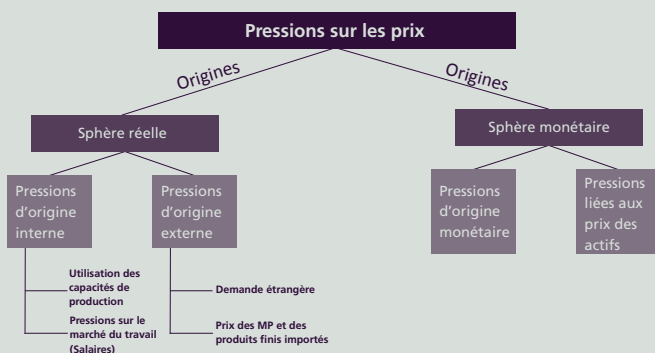 Pressions sur les prix
Origines
Origines
Sphère réelle
Sphère monétaire
Pressions
d'origine
interne
Pressions
d'origine
externe
Pressions
d'origine
monétaire
Pressions
liées aux
prix des
actifs
Utilisation des
capacités de
production
Pressions sur le
marché du travail
(Salaires)
Demande étrangère
Prix des MP et des
produits finis importés